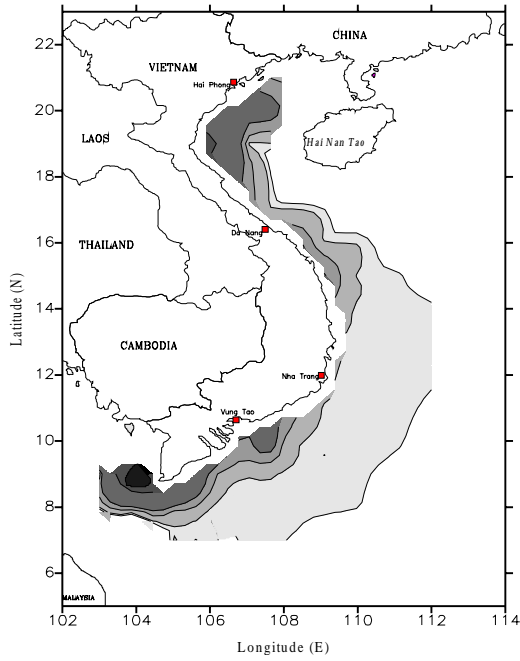 CHINA
VIETNAM
Hai Phong
LAOS
Hai Nan Tao
Da Nang
THAILAND
CAMBODIA
Nha Trang
Vung Tao
MALAYSIA
22
20
18
16
14
12
10
8
6
Latitude (N)
102 104 106 108 110 112 114
Longitude (E)